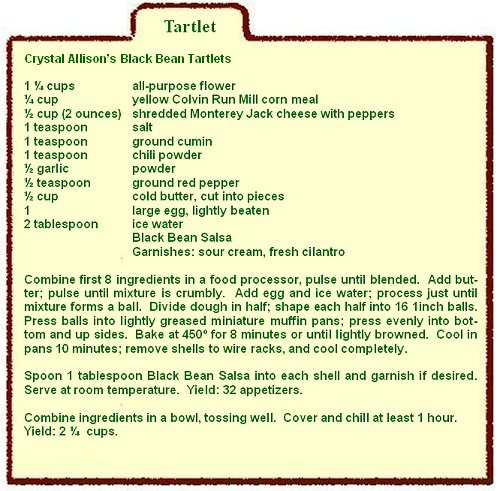 Tartlet
Crystal Allison's Black Bean Tartlets
1 ¼ cups all-purpose flower
¼ cup yellow Colvin Run Mill corn meal
½ cup (2 ounces) shredded Monterey Jack cheese with peppers
1 teaspoon salt
1 teaspoon ground cumin
1 teaspoon chili powder
½ garlic powder
½ teaspoon ground red pepper
½ cup cold butter, cut into pieces
1 large egg, lightly beaten
2 tablespoon ice water
Black Bean Salsa
Garnishes: sour cream, fresh cilantro
Combine first 8 ingredients in a food processor, pulse until blended. Add but-
ter; pulse until mixture is crumbly. Add egg and ice water; process just until
mixture forms a ball. Divide dough in half; shape each half into 16 1inch balls.
Press balls into lightly greased miniature muffin pans; press evenly into bot-
tom and up sides. Bake at 450º for 8 minutes or until lightly browned. Cool in
pans 10 minutes; remove shells to wire racks, and cool completely.
Spoon 1 tablespoon Black Bean Salsa into each shell and garnish if desired.
Serve at room temperature. Yield: 32 appetizers.
Combine ingredients in a bowl, tossing well. Cover and chill at least 1 hour.
Yield: 2 ¼ cups.